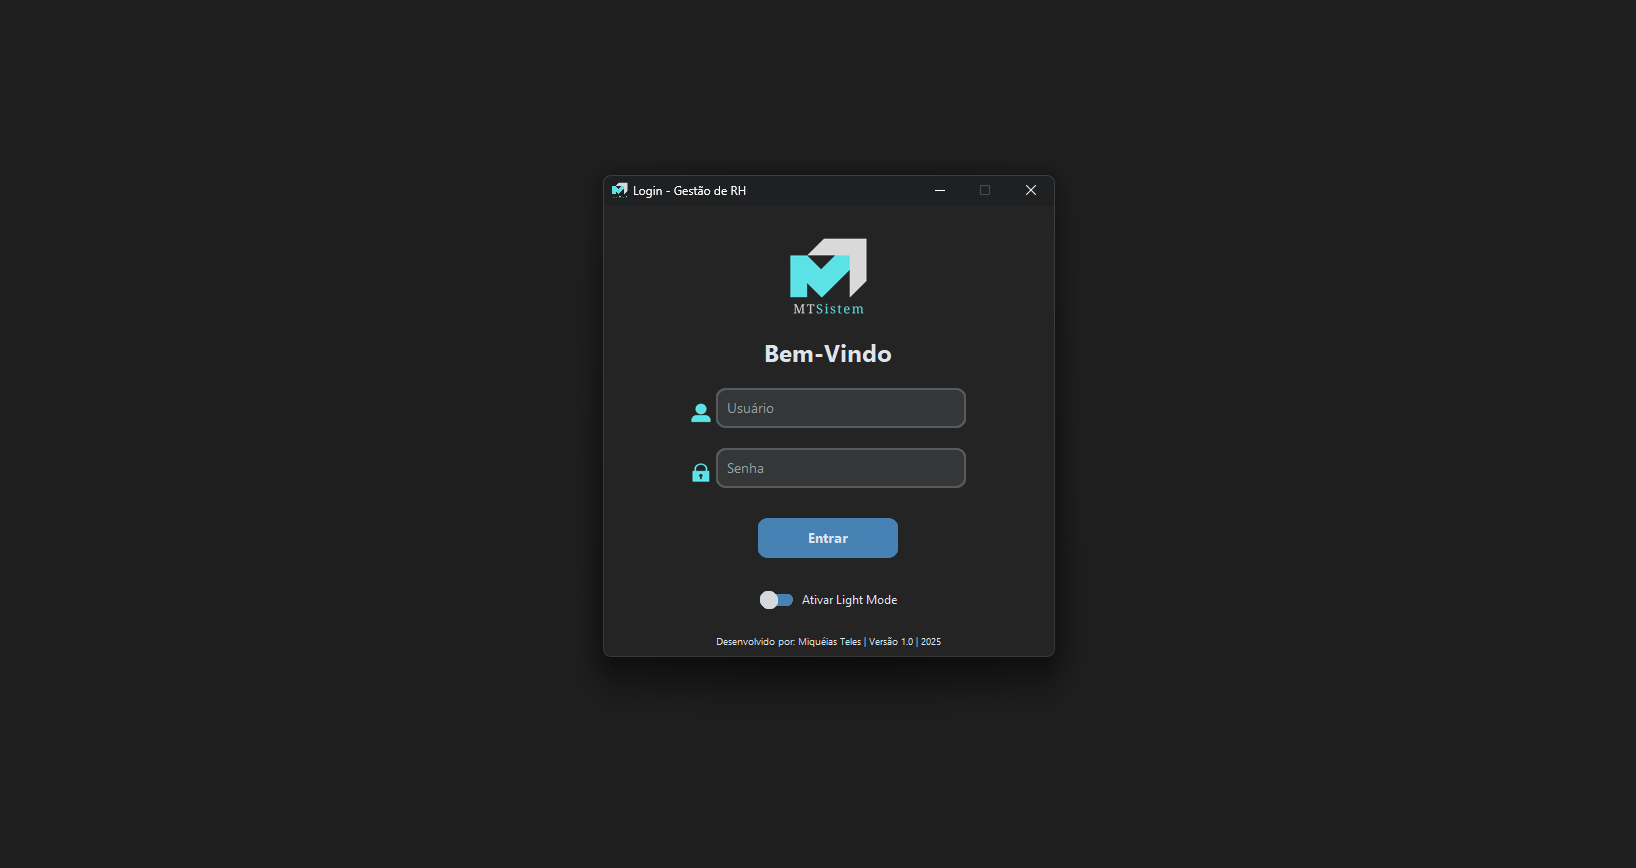 Login - Gestão de RH
MTSistem
Bem-Vindo
Usuário
Senha
Entrar
Ativar Light Mode
Desenvolvido por: Miquéias Teles | Versão 1.0 | 2025